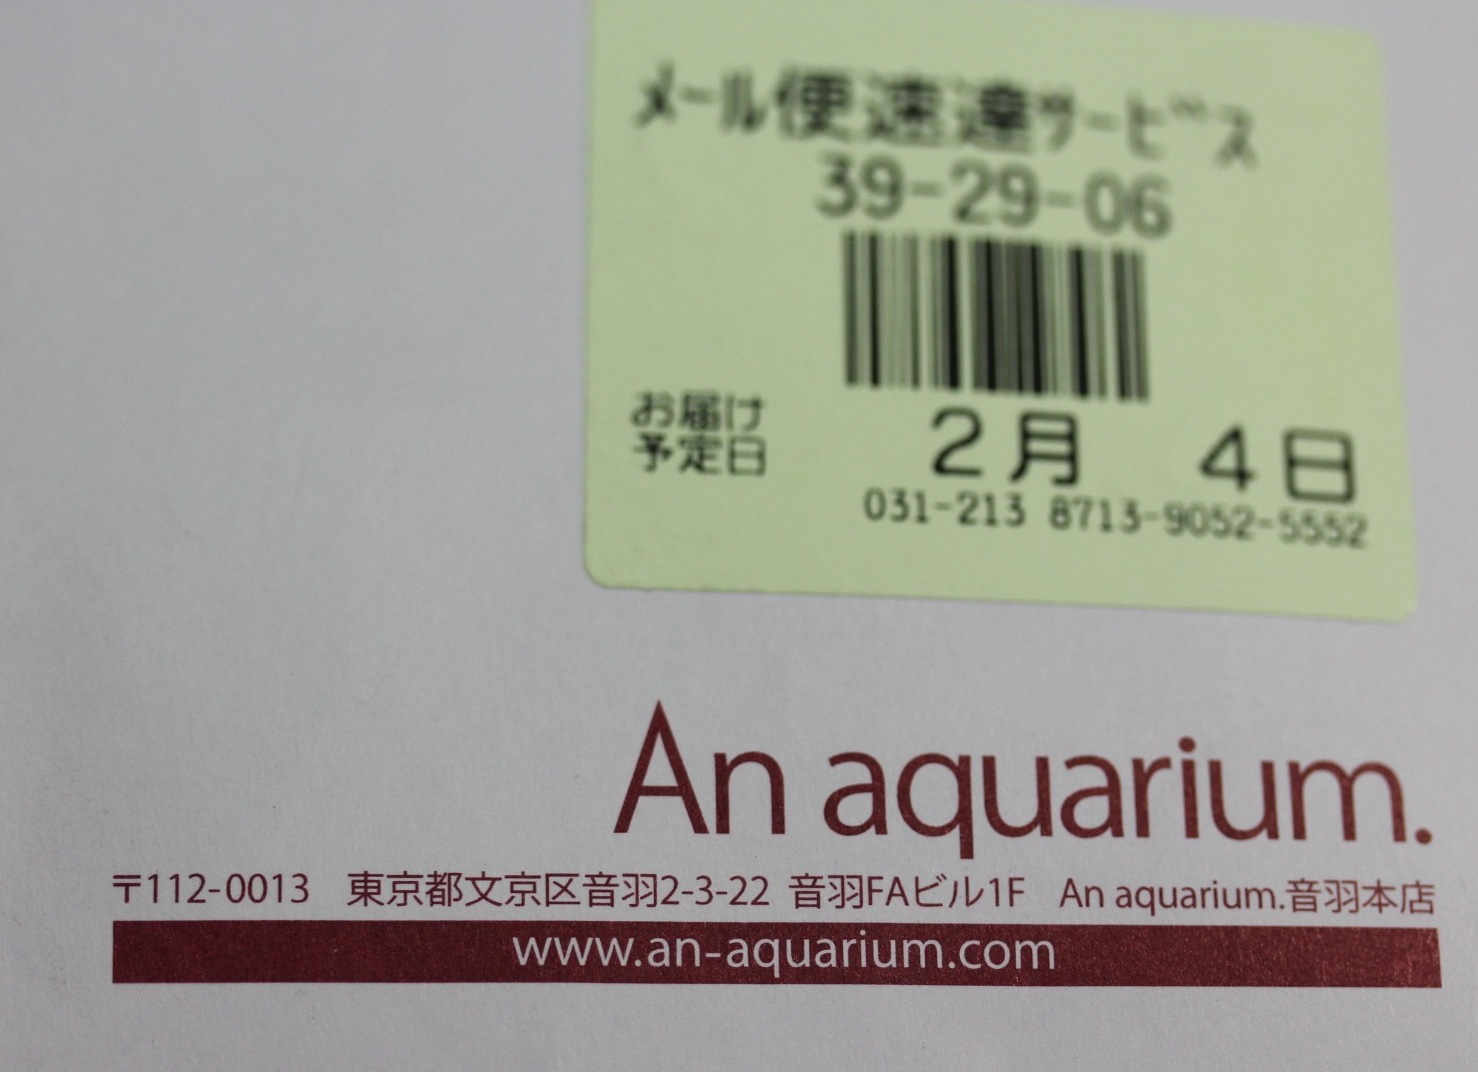 メール便速達サービス
39-29-06
お届け
予定日
2月 4日
031-213 8713-9052-5552
An aquarium.
〒112-0013 東京都文京区音羽2-3-22 音羽FAビル1F An aquarium.音羽本店
www.an-aquarium.com